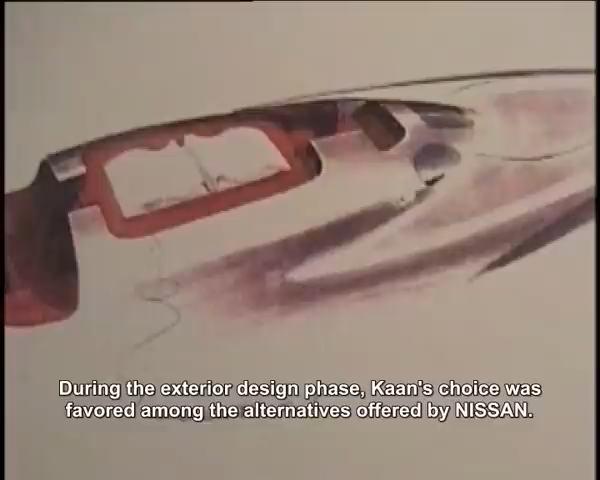 During the exterior design phase, Kaan's choice was
favored among the alternatives offered by NISSAN.